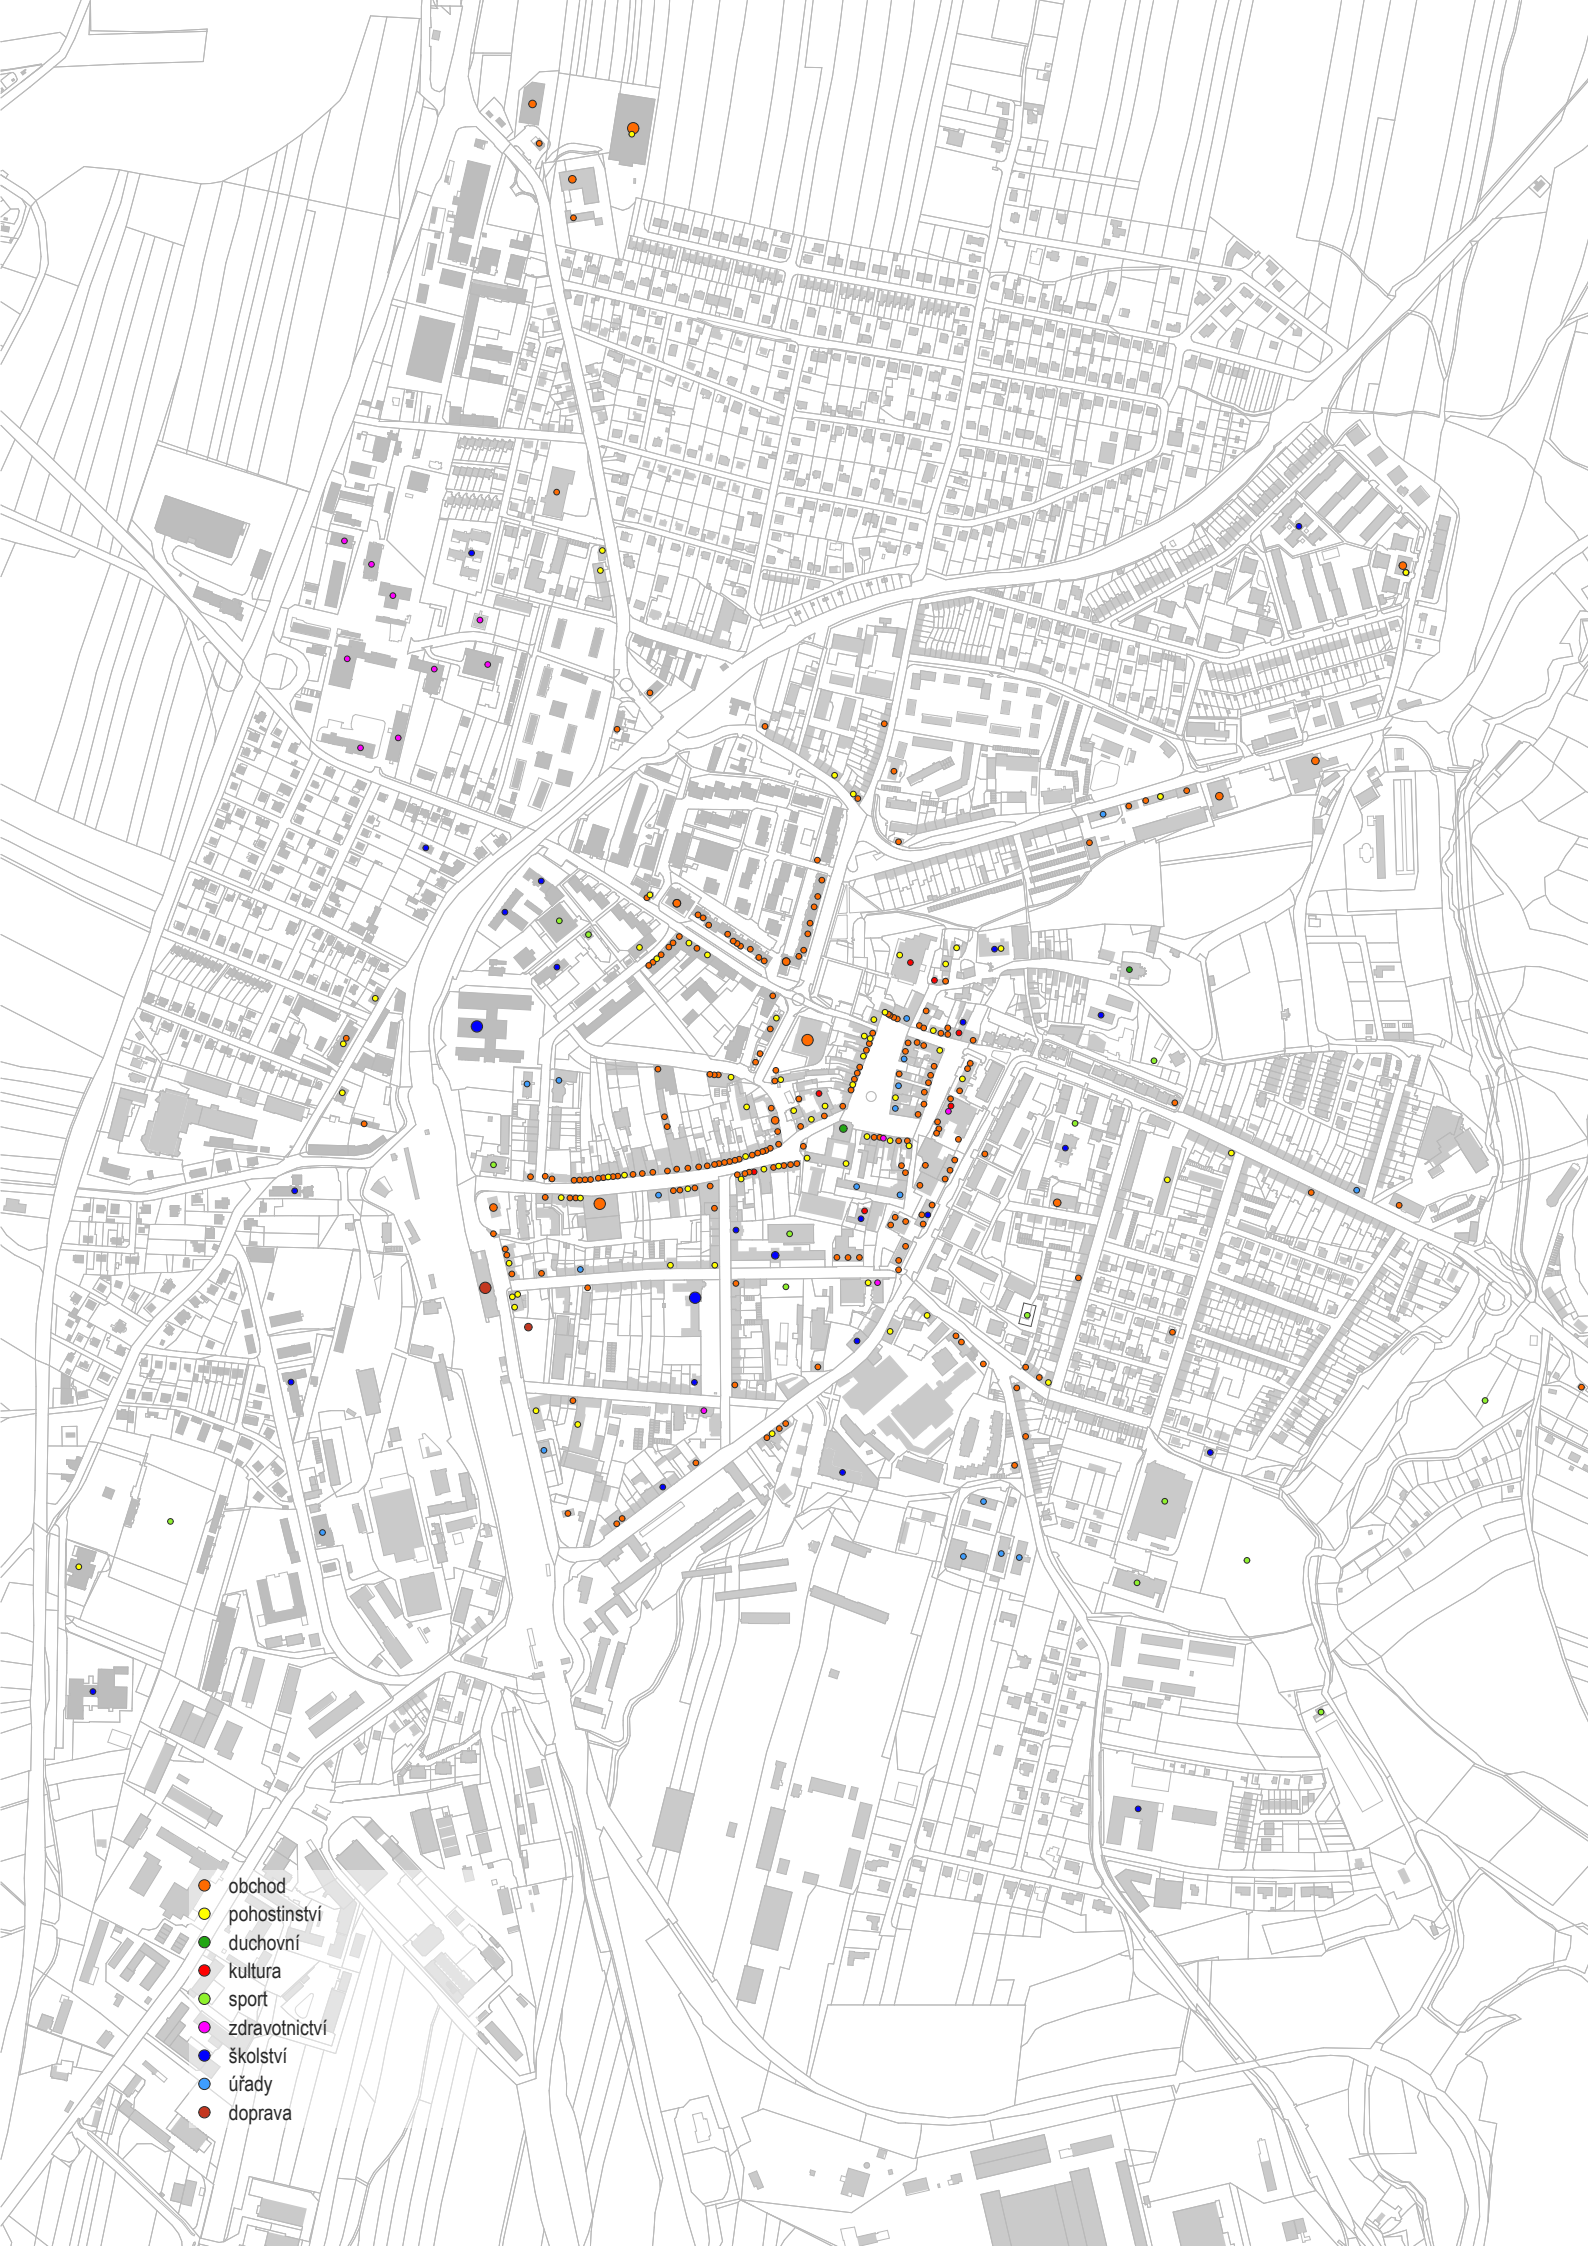 obchod
pohostinství
duchovní
kultura
sport
zdravotnictví
školství
úřady
doprava